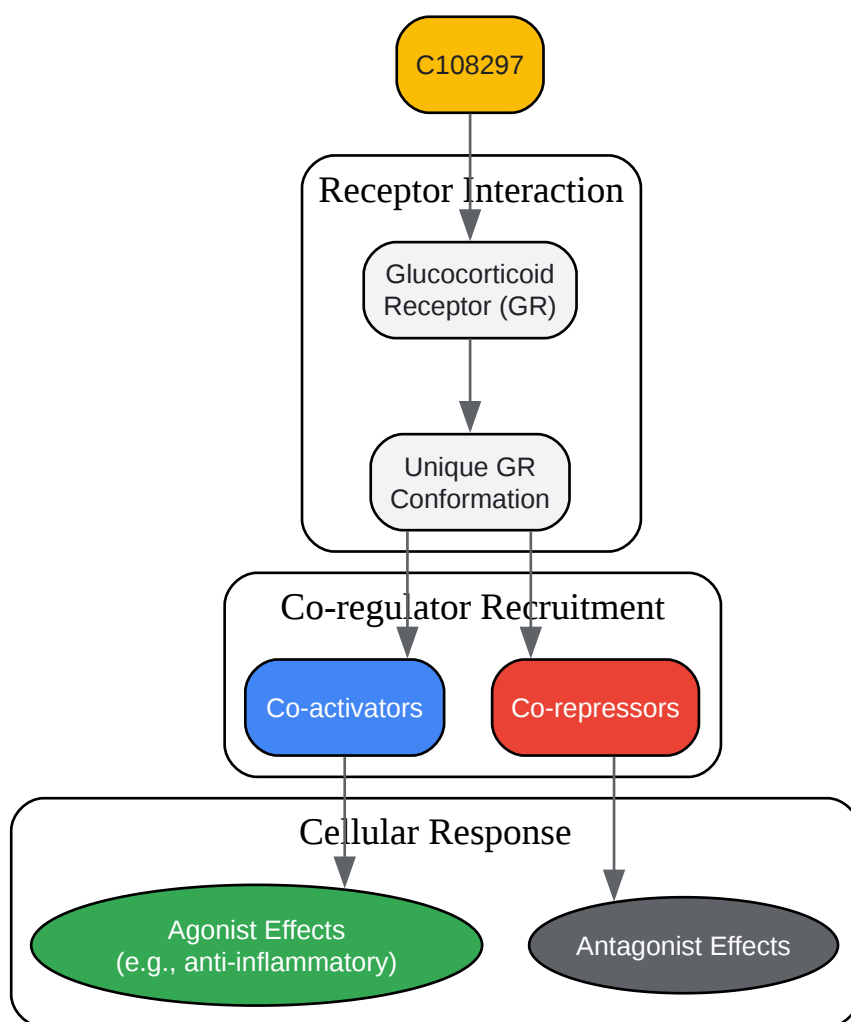 C108297
Receptor Interaction
Glucocorticoid
Receptor (GR)
Unique GR
Conformation
Co-regulator Recruitment
Co-activators
Co-repressors
Cellular Response
Agonist Effects
(e.g., anti-inflammatory)
Antagonist Effects